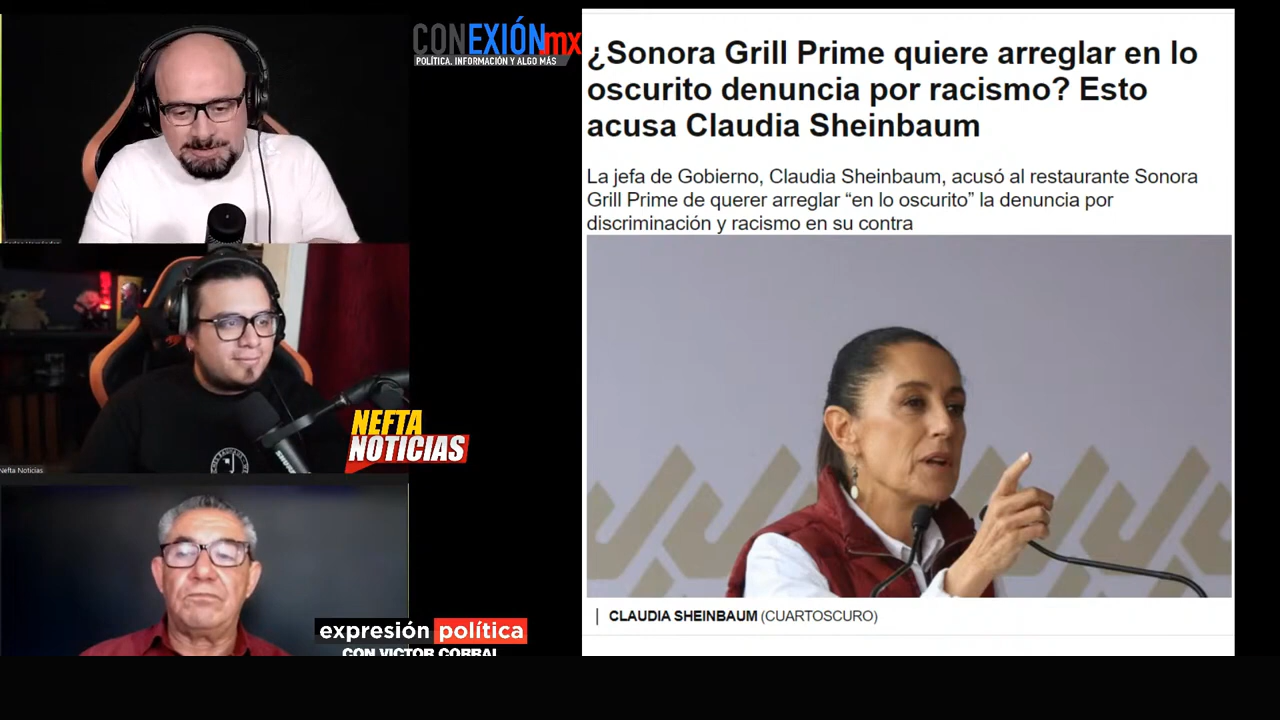 CONEXIÓN.mx
POLÍTICA, INFORMACIÓN Y ALGO MÁS
¿Sonora Grill Prime quiere arreglar en lo
oscurito denuncia por racismo? Esto
acusa Claudia Sheinbaum
La jefa de Gobierno, Claudia Sheinbaum, acusó al restaurante Sonora
Grill Prime de querer arreglar “en lo oscurito” la denuncia por
discriminación y racismo en su contra
| CLAUDIA SHEINBAUM (CUARTOSCURO)
NEFTA
NOTICIAS
Nefta Noticias
expresión política
CON VICTOR CORRAL